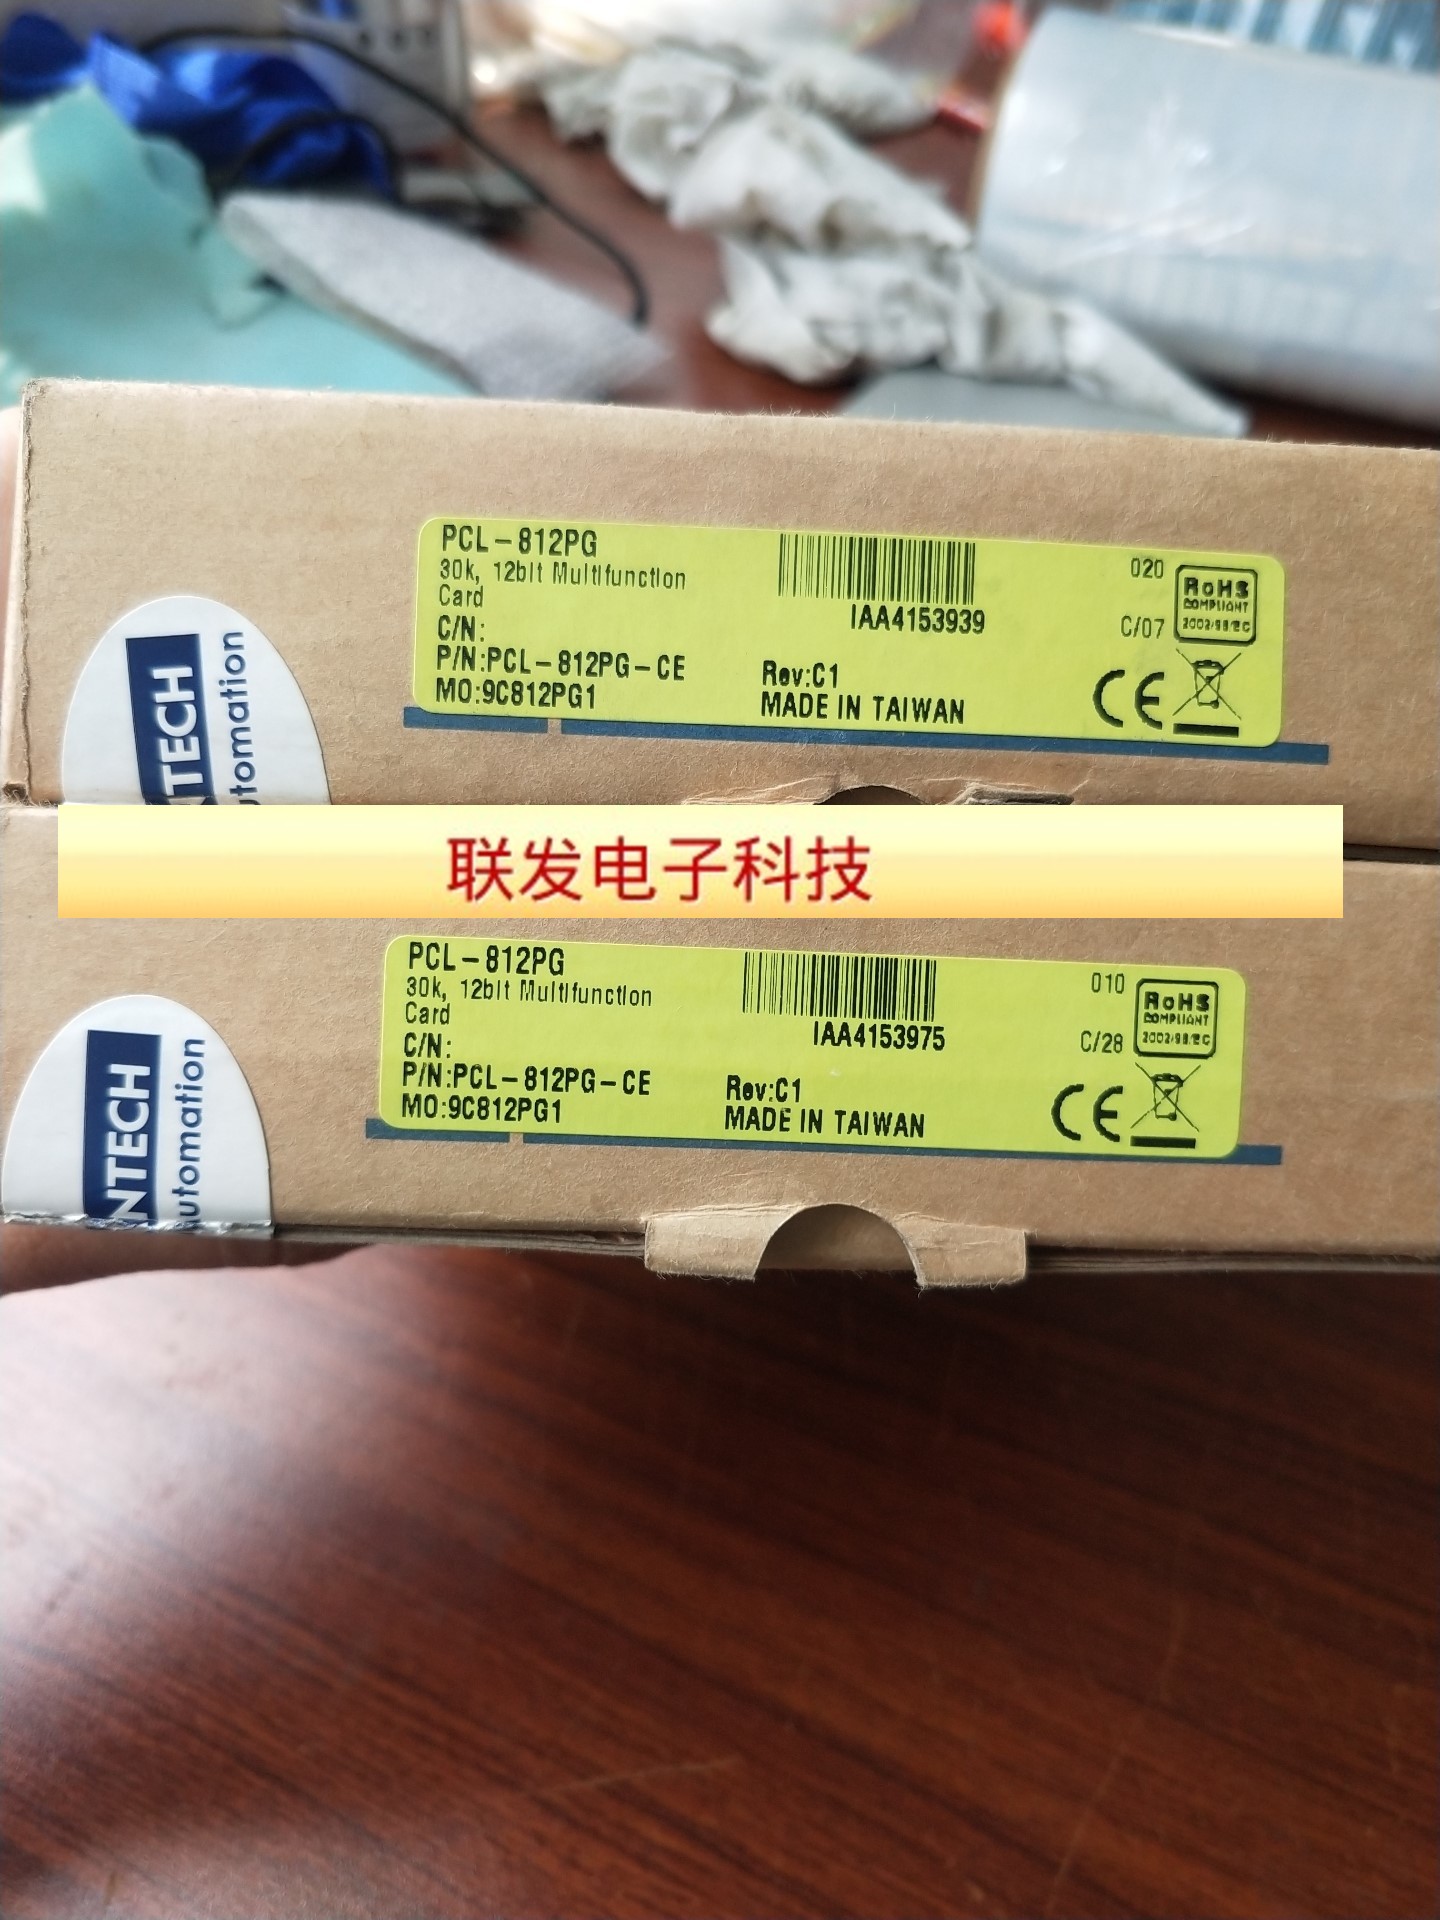 PCL-812PG
30k, 12bit Multifunction
Card
C/N:
P/N:PCL-812PG-CE
MO:9C812PG1
IAA4153939
Rev:C1
MADE IN TAIWAN
020
C/07
RoHS
COMPLIANT
2002/95/EC
CE
NTECH
utomation
联发电子科技
PCL-812PG
30k, 12bit Multifunction
Card
C/N:
P/N:PCL-812PG-CE
MO:9C812PG1
IAA4153975
Rev:C1
MADE IN TAIWAN
010
C/28
RoHS
COMPLIANT
2002/95/EC
CE
NTECH
utomation